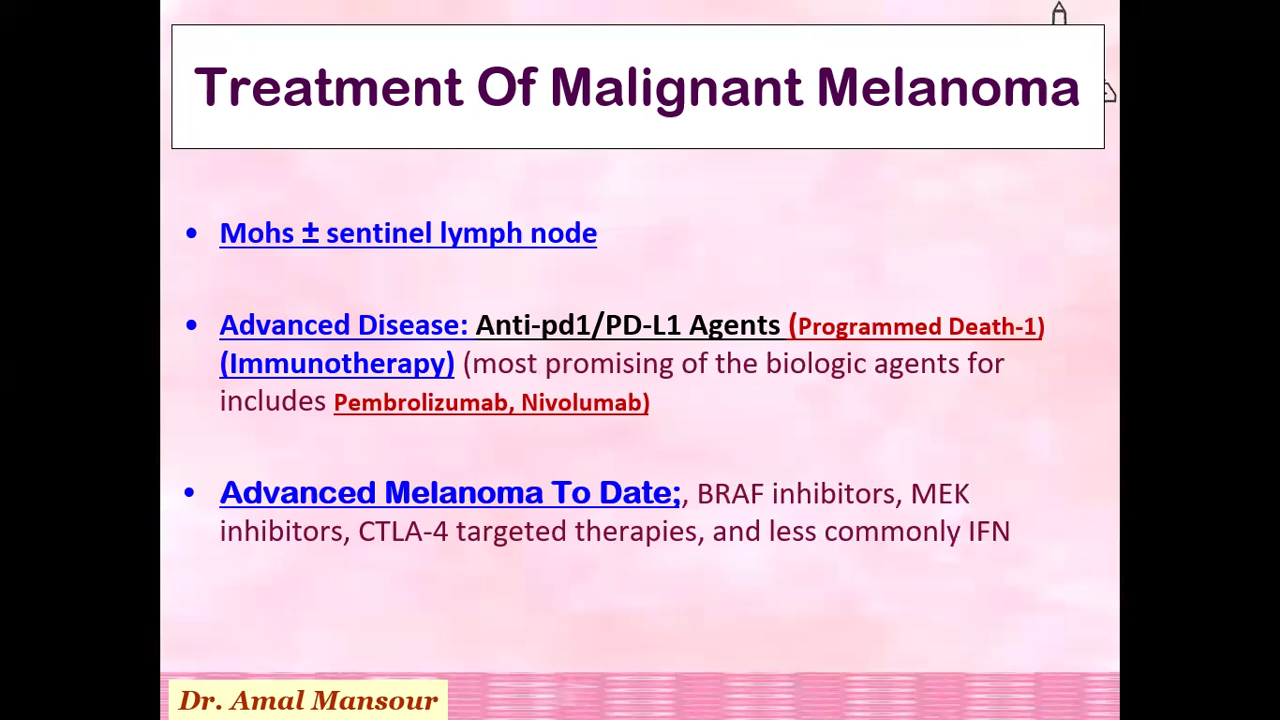 Treatment Of Malignant Melanoma
• Mohs ± sentinel lymph node
• Advanced Disease: Anti-pd1/PD-L1 Agents (Programmed Death-1)
(Immunotherapy) (most promising of the biologic agents for
includes Pembrolizumab, Nivolumab)
• Advanced Melanoma To Date;, BRAF inhibitors, MEK
inhibitors, CTLA-4 targeted therapies, and less commonly IFN
Dr. Amal Mansour